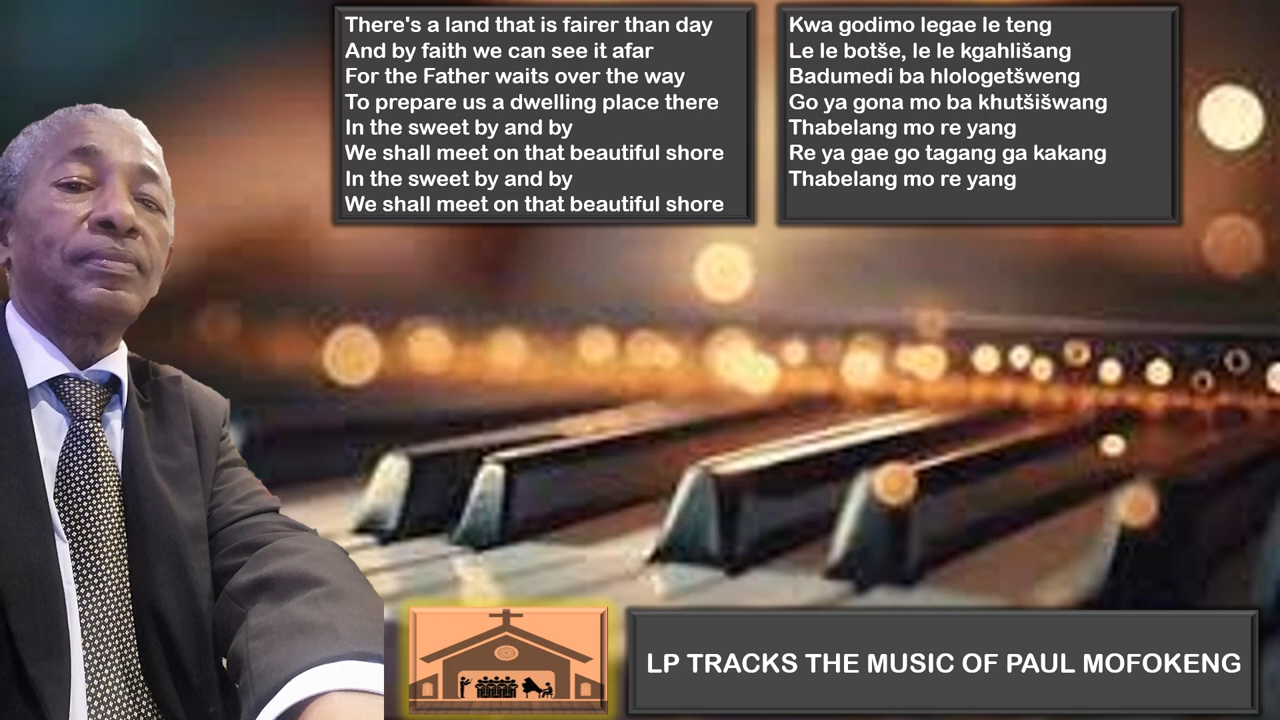 There's a land that is fairer than day
And by faith we can see it afar
For the Father waits over the way
To prepare us a dwelling place there
In the sweet by and by
We shall meet on that beautiful shore
In the sweet by and by
We shall meet on that beautiful shore
Kwa godimo legae le teng
Le le botše, le le kgahlišang
Badumedi ba hlologetšweng
Go ya gona mo ba khutšišwang
Thabelang mo re yang
Re ya gae go tagang ga kakang
Thabelang mo re yang
LP TRACKS THE MUSIC OF PAUL MOFOKENG